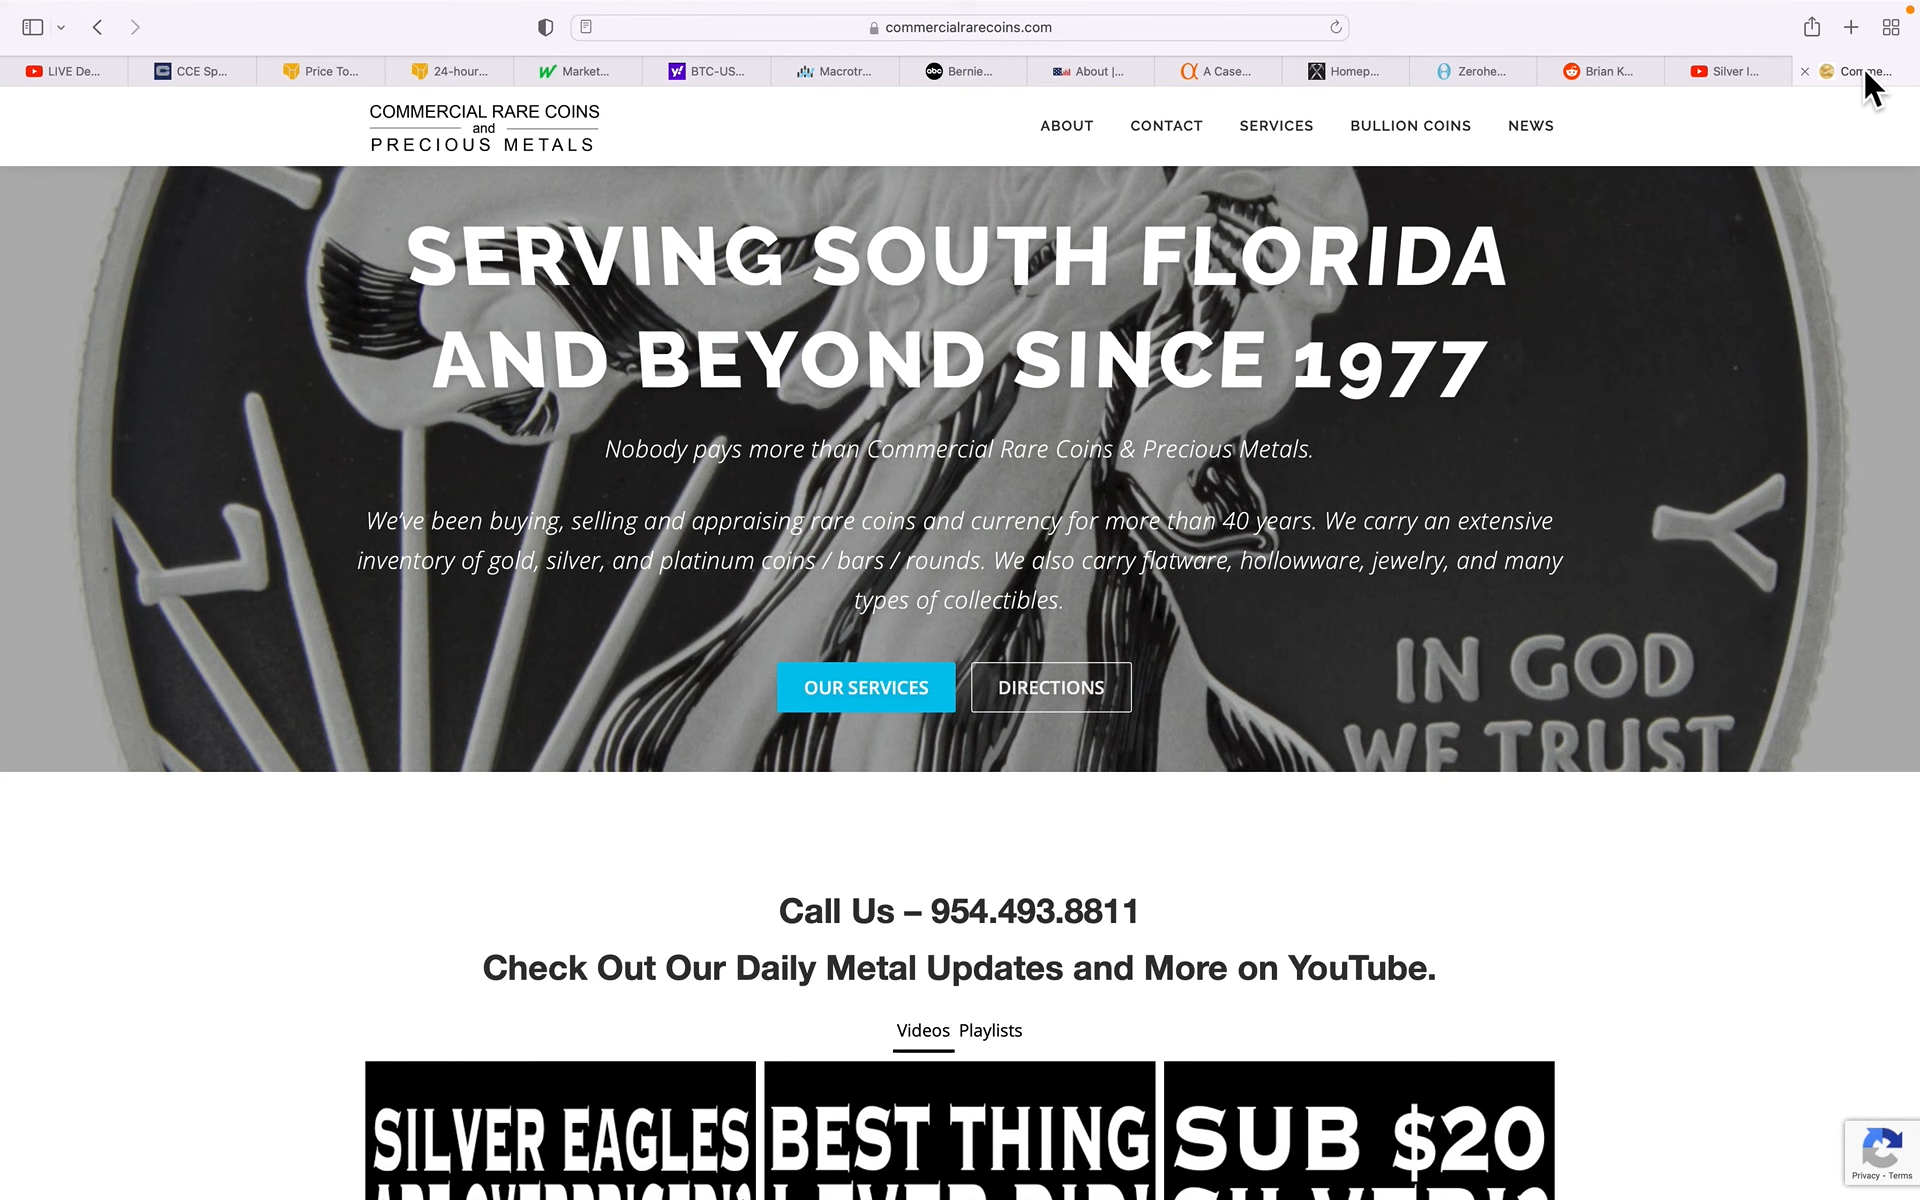 commercialrarecoins.com
LIVE De...
CCE Sp...
Price To...
24-hour...
Market...
BTC-US...
Macrotr...
Bernie...
About |...
A Case...
Homep...
Zerohe...
Brian K...
Silver I...
COMMERCIAL RARE COINS
and
PRECIOUS METALS
ABOUT
CONTACT
SERVICES
BULLION COINS
NEWS
SERVING SOUTH FLORIDA
AND BEYOND SINCE 1977
Nobody pays more than Commercial Rare Coins & Precious Metals.
We've been buying, selling and appraising rare coins and currency for more than 40 years. We carry an extensive
inventory of gold, silver, and platinum coins / bars / rounds. We also carry flatware, hollowware, jewelry, and many
types of collectibles.
OUR SERVICES
DIRECTIONS
L
Y
IN GOD
WE TRUST
Call Us – 954.493.8811
Check Out Our Daily Metal Updates and More on YouTube.
Videos
Playlists
SILVER EAGLES
BEST THING
SUB $20
Privacy - Terms